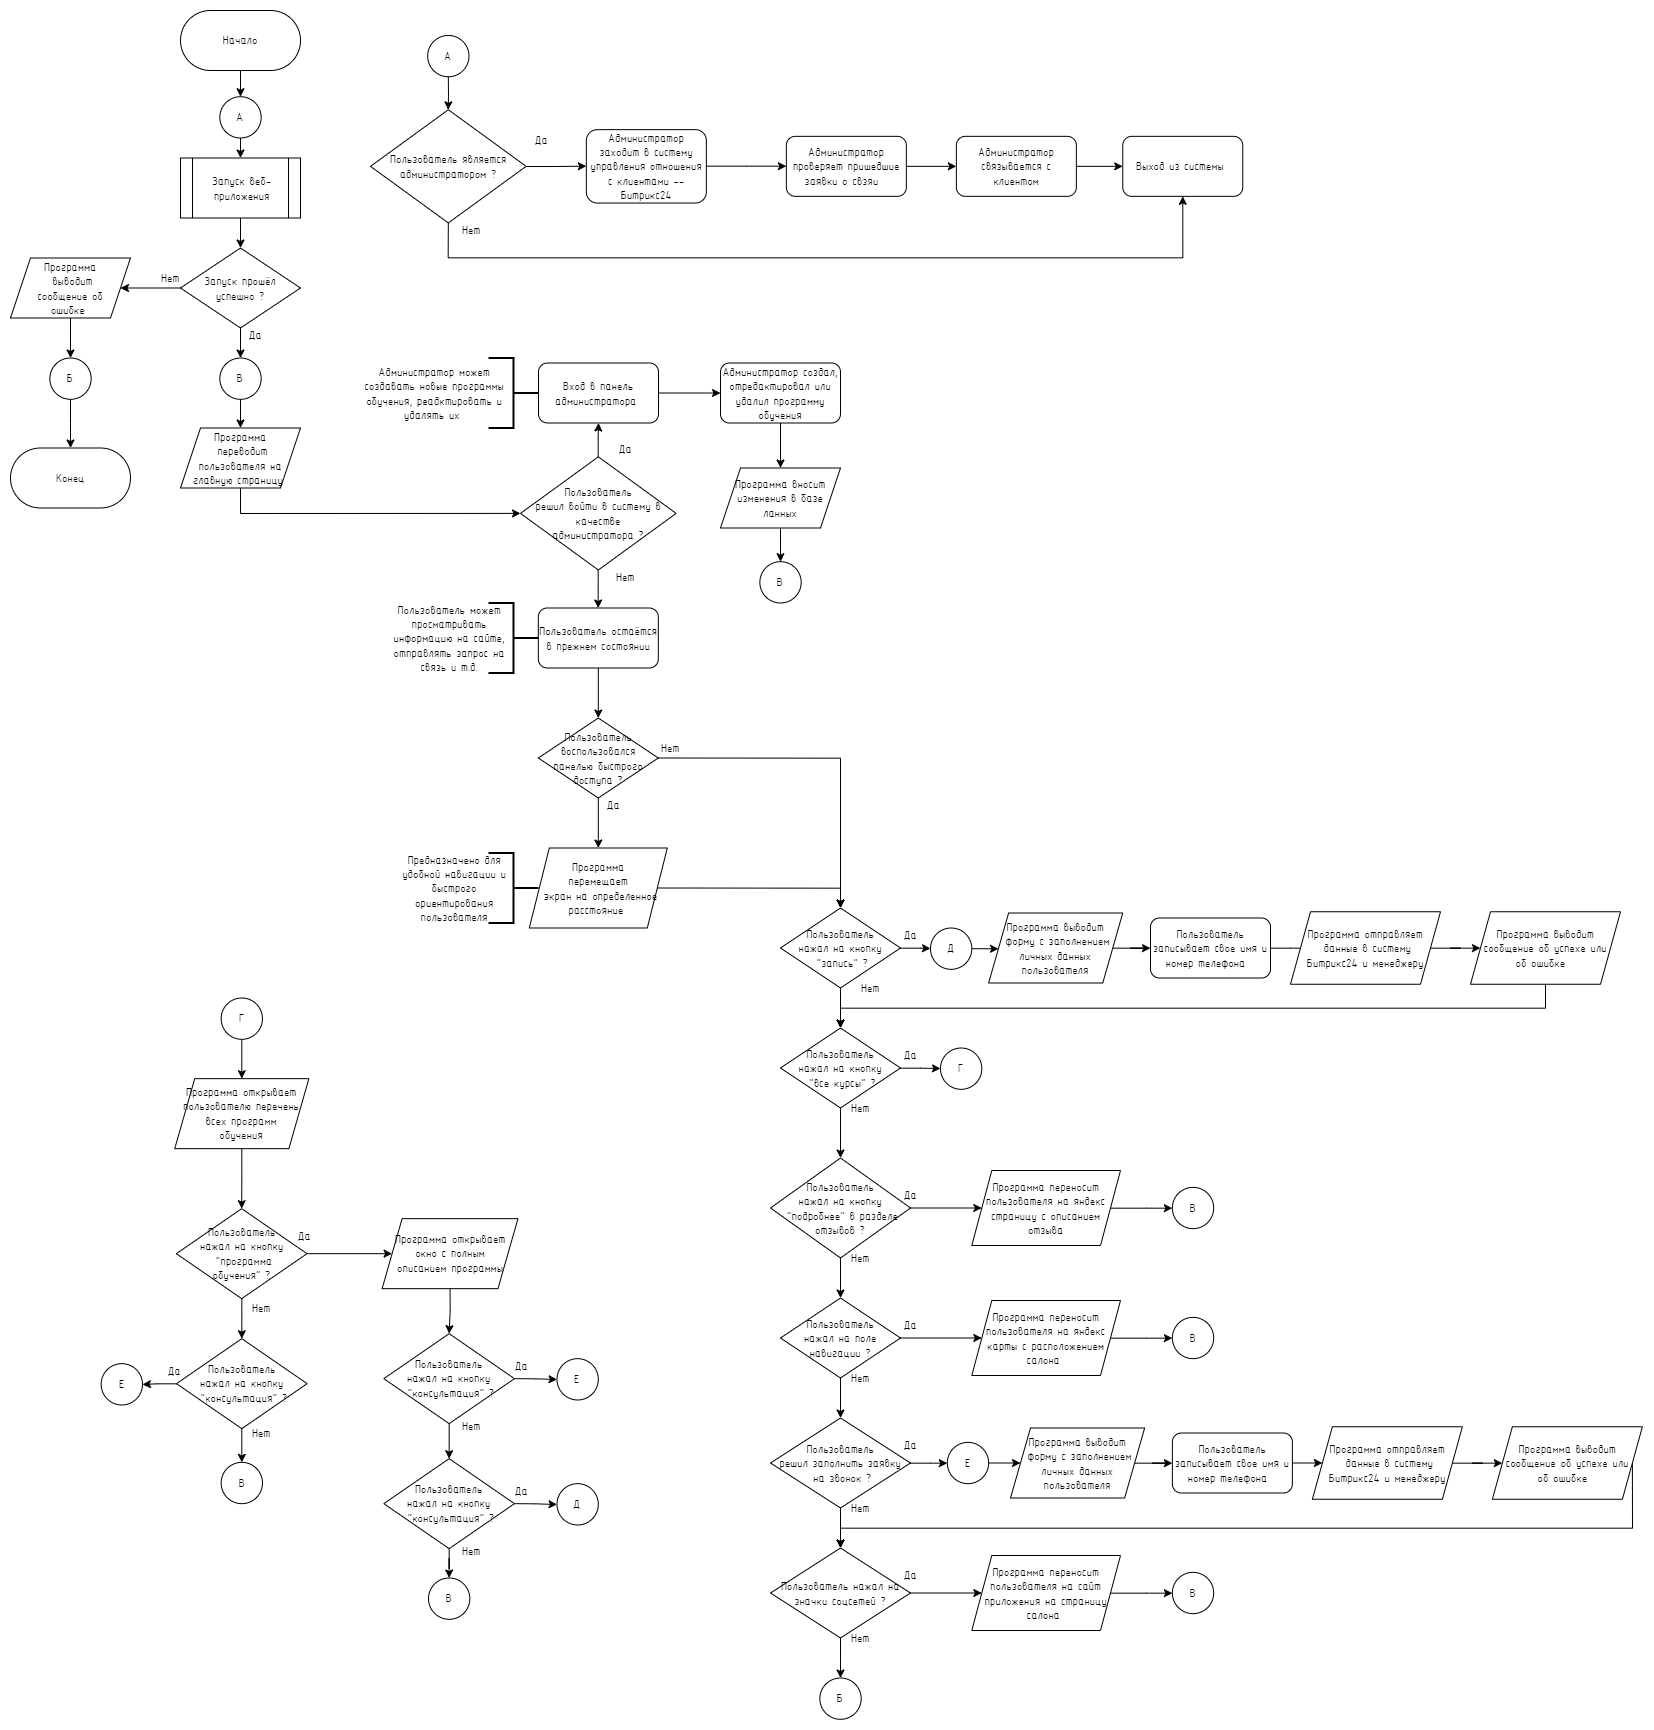 Начало
А
Запуск веб-
приложения
Запуск прошёл
успешно ?
Нет
Да
Программа
выводит
сообщение об
ошибке
Б
Конец
В
Программа
переводит
пользователя на
главную страницу
А
Пользователь является
администратором ?
Да
Нет
Администратор
заходит в систему
управления отношения
с клиентами --
Битрикс24
Администратор
проверяет пришедшие
заявки о свзяи
Администратор
связывается с
клиентом
Выход из системы
Администратор может
создавать новые программы
обучения, реадктировать и
удалять их
Вход в панель
администратора
Администратор создал,
отредактировал или
удалил программу
обучения
Да
Пользователь
решил войти в систему в
качестве
администратора ?
Программа вносит
изменения в базе
ланных
В
Нет
Пользователь может
просматривать
информацию на сайте,
отправлять запрос на
связь и т.д.
Пользователь остаётся
в прежнем состоянии
Пользователь
воспользовался
панелью быстрого
доступа ?
Нет
Да
Предназначено для
удобной навигации и
быстрого
ориентирования
пользователя
Программа
перемещает
экран на определенное
расстояние
Пользователь
нажал на кнопку
"запись" ?
Да
Д
Программа выводит
форму с заполнением
личных данных
пользователя
Пользователь
записывает свое имя и
номер телефона
Программа отправляет
данные в систему
Битрикс24 и менеджеру
Программа выводит
сообщение об успехе или
об ошибке
Нет
Пользователь
нажал на кнопку
"все курсы" ?
Да
Г
Нет
Пользователь
нажал на кнопку
"подробнее" в разделе
отзывов ?
Да
Программа переносит
пользователя на яндекс
страницу с описанием
отзыва
В
Нет
Пользователь
нажал на поле
навигации ?
Да
Программа переносит
пользователя на яндекс
карты с расположением
салона
В
Нет
Пользователь
решил заполнить заявку
на звонок ?
Да
Е
Программа выводит
форму с заполнением
личных данных
пользователя
Пользователь
записывает свое имя и
номер телефона
Программа отправляет
данные в систему
Битрикс24 и менеджеру
Программа выводит
сообщение об успехе или
об ошибке
Нет
Пользователь нажал на
значки соцсетей ?
Да
Программа переносит
пользователя на сайт
приложения на страницу
салона
В
Нет
Б
Г
Программа открывает
пользователю перечень
всех программ
обучения
Пользователь
нажал на кнопку
"программа
обучения" ?
Да
Программа открывает
окно с полным
описанием программы
Нет
Пользователь
нажал на кнопку
"консультация" ?
Да
Е
Нет
В
Пользователь
нажал на кнопку
"консультация" ?
Да
Е
Нет
Пользователь
нажал на кнопку
"консультация" ?
Да
Д
Нет
В